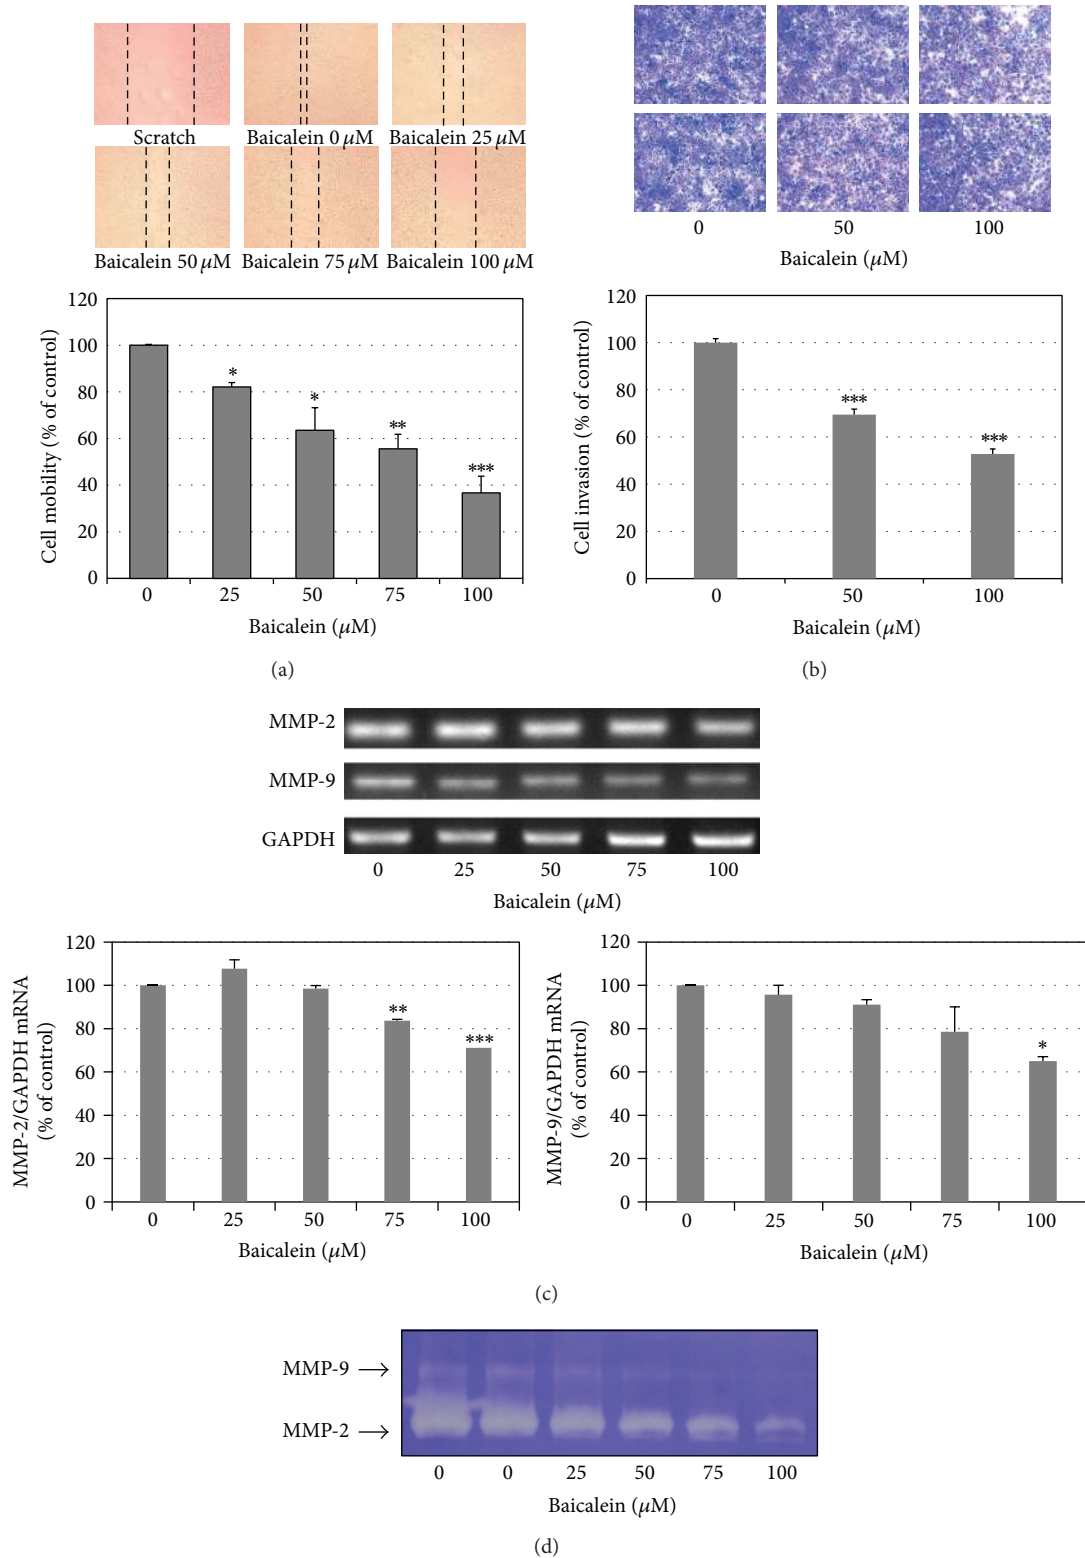 Scratch
Baicalein 0 μM
Baicalein 25 μM
Baicalein 50 μM
Baicalein 75 μM
Baicalein 100 μM
Cell mobility (% of control)
120
100
80
60
40
20
0
*
*
**
***
0 25 50 75 100
Baicalein (μM)
(a)
0 50 100
Baicalein (μM)
Cell invasion (% of control)
120
100
80
60
40
20
0
***
***
0 50 100
Baicalein (μM)
(b)
MMP-2
MMP-9
GAPDH
0 25 50 75 100
Baicalein (μM)
MMP-2/GAPDH mRNA
(% of control)
120
100
80
60
40
20
0
**
***
0 25 50 75 100
Baicalein (μM)
MMP-9/GAPDH mRNA
(% of control)
120
100
80
60
40
20
0
*
0 25 50 75 100
Baicalein (μM)
(c)
MMP-9
MMP-2
0 0 25 50 75 100
Baicalein (μM)
(d)